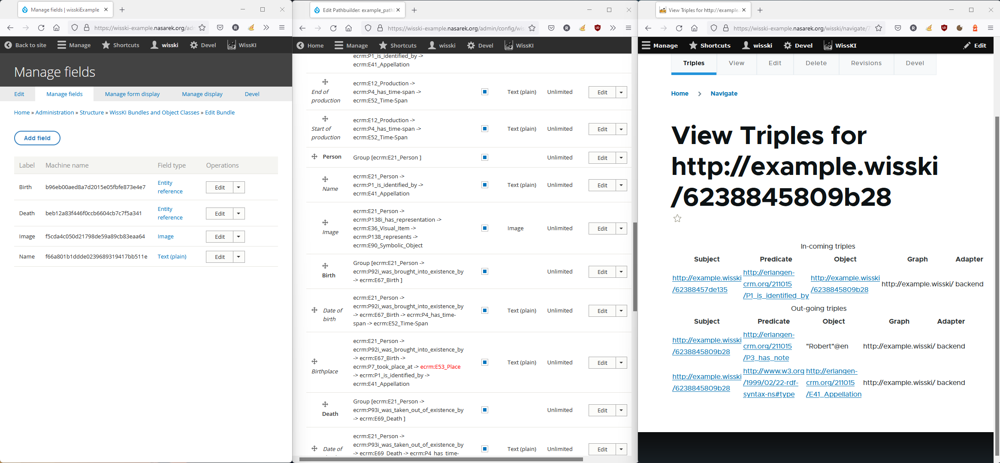 Manage fields | wisskiExample
https://wisski-example.nasarek.org/adm
Back to site Manage Shortcuts wisski Devel WissKI
Manage fields
Edit Manage fields Manage form display Manage display Devel
Home » Administration » Structure » WissKI Bundles and Object Classes » Edit Bundle
Add field
Label Machine name Field type Operations
Birth b96eb00aed8a7d2015e05fbfe873e4e7 Entity reference Edit
Death beb12a83f446f0ccb6604cb7c7f5a341 Entity reference Edit
Image f5cda4c050d21798de59a89cb83eaa64 Image Edit
Name f66a801b1ddde0239689319417bb511e Text (plain) Edit
Edit Pathbuilder: example_path
https://wisski-example.nasarek.org/admin/config/wis
Home Manage Shortcuts wisski Devel WissKI
ecrm:P1_is_identified_by ->
ecrm:E41_Appellation
End of production
ecrm:E12_Production ->
ecrm:P4_has_time-span ->
ecrm:E52_Time-Span
Text (plain) Unlimited Edit
Start of production
ecrm:E12_Production ->
ecrm:P4_has_time-span ->
ecrm:E52_Time-Span
Text (plain) Unlimited Edit
Person Group [ecrm:E21_Person ] Unlimited Edit
Name
ecrm:E21_Person ->
ecrm:P1_is_identified_by ->
ecrm:E41_Appellation
Text (plain) Unlimited Edit
Image
ecrm:E21_Person ->
ecrm:P138i_has_representation ->
ecrm:E36_Visual_Item ->
ecrm:P138_represents ->
ecrm:E90_Symbolic_Object
Image Unlimited Edit
Birth
Group [ecrm:E21_Person ->
ecrm:P92i_was_brought_into_existence_by
-> ecrm:E67_Birth ]
Unlimited Edit
Date of birth
ecrm:E21_Person ->
ecrm:P92i_was_brought_into_existence_by
-> ecrm:E67_Birth -> ecrm:P4_has_time-
span -> ecrm:E52_Time-Span
Text (plain) Unlimited Edit
Birthplace
ecrm:E21_Person ->
ecrm:P92i_was_brought_into_existence_by
-> ecrm:E67_Birth ->
ecrm:P7_took_place_at -> ecrm:E53_Place
-> ecrm:P1_is_identified_by ->
ecrm:E41_Appellation
Text (plain) Unlimited Edit
Death
Group [ecrm:E21_Person ->
ecrm:P93i_was_taken_out_of_existence_by
-> ecrm:E69_Death ]
Unlimited Edit
Date of
ecrm:E21_Person ->
ecrm:P93i_was_taken_out_of_existence_by
-> ecrm:E69_Death -> ecrm:P4_has_time-
Text (plain) Unlimited Edit
View Triples for http://example.
https://wisski-example.nasarek.org/wisski/navigate/7
Manage Shortcuts wisski Devel WissKI Edit
Triples View Edit Delete Revisions Devel
Home > Navigate
View Triples for
http://example.wisski
/6238845809b28
In-coming triples
Subject Predicate Object Graph Adapter
http://example.wisski
/62388457de135
http://erlangen-
crm.org/211015
/P1_is_identified_by
http://example.wisski
/6238845809b28
http://example.wisski/ backend
Out-going triples
Subject Predicate Object Graph Adapter
http://example.wisski
/6238845809b28
http://erlangen-
crm.org/211015
/P3_has_note
"Robert"@en
http://example.wisski/ backend
http://example.wisski
/6238845809b28
http://www.w3.org
/1999/02/22-rdf-
syntax-ns#type
http://erlangen-
crm.org/211015
/E41_Appellation
http://example.wisski/ backend